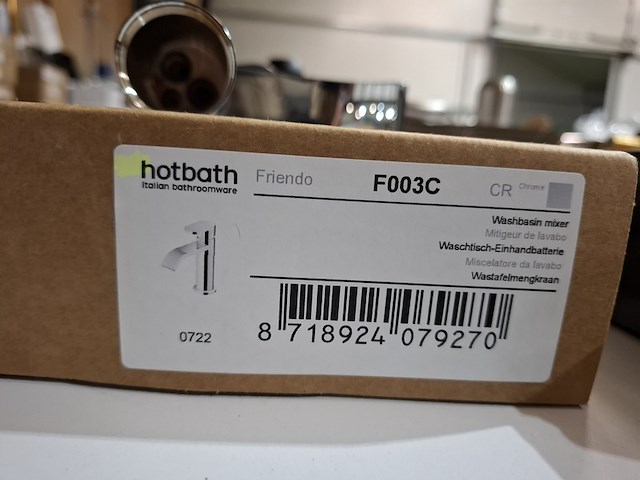 hotbath
italian bathroomware
Friendo
F003C
CR Chrome
Washbasin mixer
Mitigeur de lavabo
Waschtisch-Einhandbatterie
Miscelatore da lavabo
Wastafelmengkraan
0722
8 718924 079270